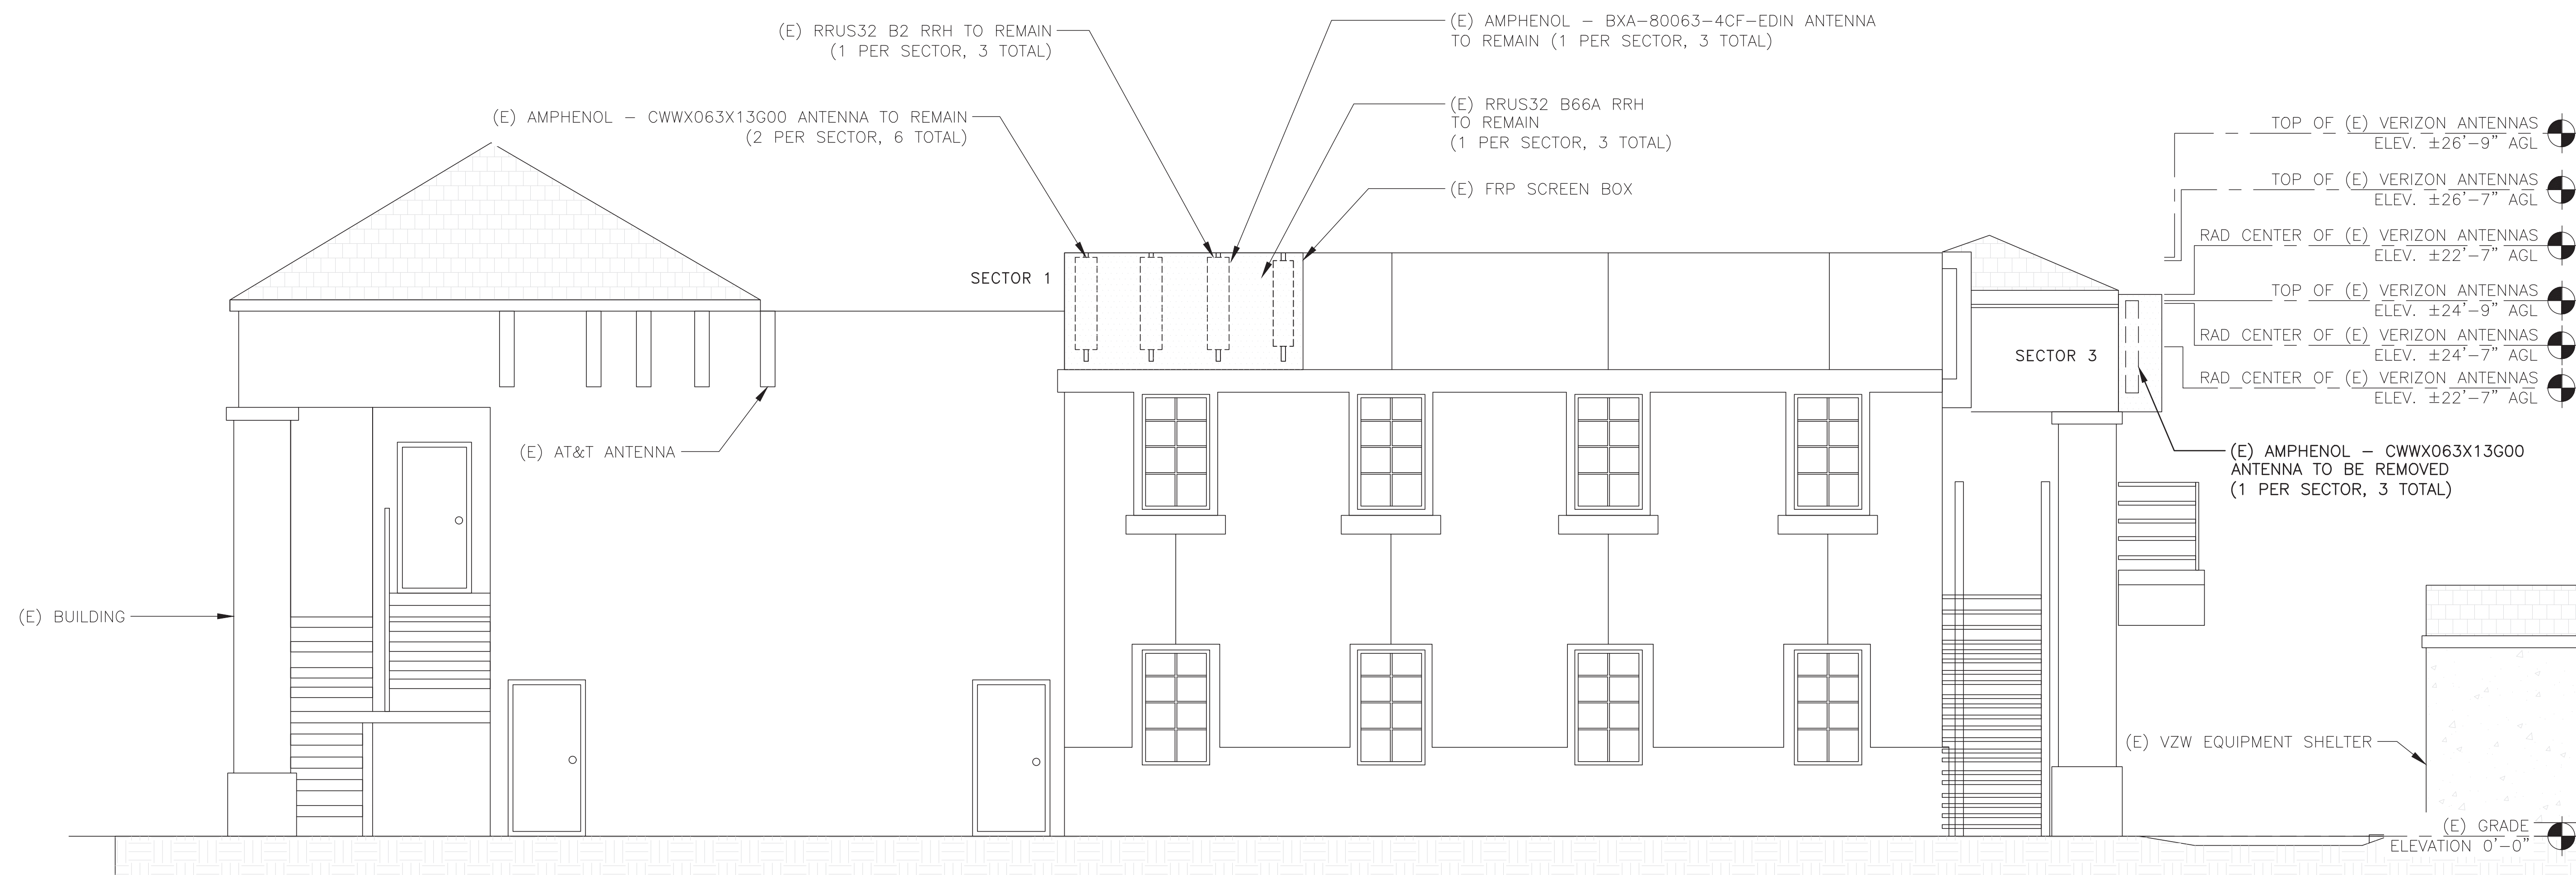 (E) RRUS32 B2 RRH TO REMAIN
(1 PER SECTOR, 3 TOTAL)
(E) AMPHENOL – BXA–80063–4CF–EDIN ANTENNA
TO REMAIN (1 PER SECTOR, 3 TOTAL)
(E) AMPHENOL – CWWX063X13G00 ANTENNA TO REMAIN
(2 PER SECTOR, 6 TOTAL)
(E) RRUS32 B66A RRH
TO REMAIN
(1 PER SECTOR, 3 TOTAL)
(E) FRP SCREEN BOX
TOP OF (E) VERIZON ANTENNAS
ELEV. ±26'–9" AGL
TOP OF (E) VERIZON ANTENNAS
ELEV. ±26'–7" AGL
RAD CENTER OF (E) VERIZON ANTENNAS
ELEV. ±22'–7" AGL
TOP OF (E) VERIZON ANTENNAS
ELEV. ±24'–9" AGL
RAD CENTER OF (E) VERIZON ANTENNAS
ELEV. ±24'–7" AGL
RAD CENTER OF (E) VERIZON ANTENNAS
ELEV. ±22'–7" AGL
SECTOR 1
SECTOR 3
(E) AT&T ANTENNA
(E) AMPHENOL – CWWX063X13G00
ANTENNA TO BE REMOVED
(1 PER SECTOR, 3 TOTAL)
(E) BUILDING
(E) VZW EQUIPMENT SHELTER
(E) GRADE
ELEVATION 0'–0"